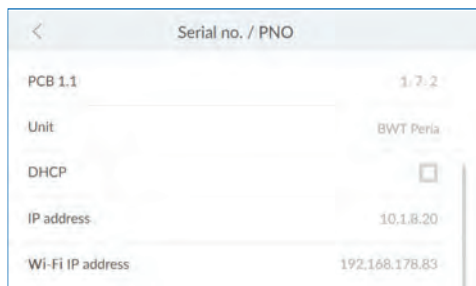 Serial no. / PNO
PCB 1.1 1.7.2
Unit BWT Perla
DHCP
IP address 10.1.8.20
Wi-Fi IP address 192.168.178.83